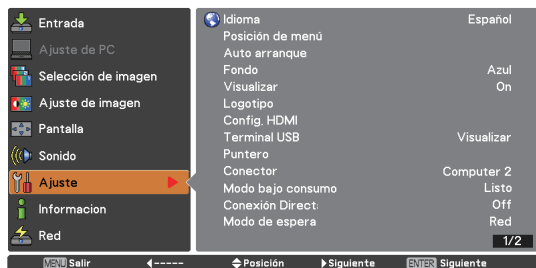 Entrada
Ajuste de PC
Selección de imagen
Ajuste de imagen
Pantalla
Sonido
Ajuste
Informacion
Red
Idioma Español
Posición de menú
Auto arranque
Fondo Azul
Visualizar On
Logotipo
Config. HDMI
Terminal USB Visualizar
Puntero
Conector Computer 2
Modo bajo consumo Listo
Conexión Direct: Off
Modo de espera Red
1/2
MENU Salir ----- Posición Siguiente ENTER Siguiente